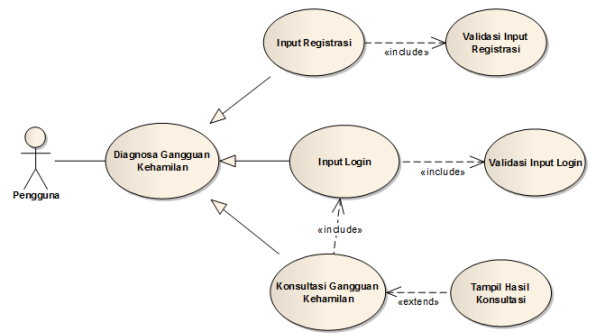 Input Registrasi
«include»
Validasi Input
Registrasi
Pengguna
Diagnosa Gangguan
Kehamilan
Input Login
«include»
Validasi Input Login
«include»
Konsultasi Gangguan
Kehamilan
«extend»
Tampil Hasil
Konsultasi